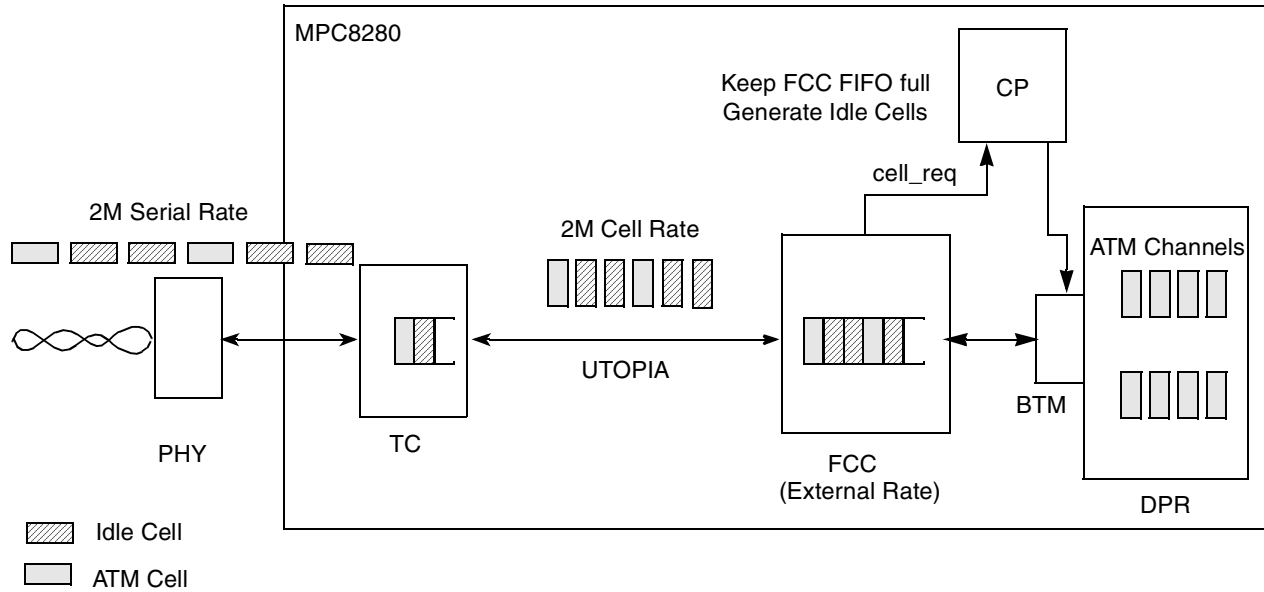 MPC8280
CP
Keep FCC FIFO full
Generate Idle Cells
cell_req
2M Serial Rate
2M Cell Rate
ATM Channels
UTOPIA
BTM
PHY
TC
FCC
(External Rate)
DPR
Idle Cell
ATM Cell